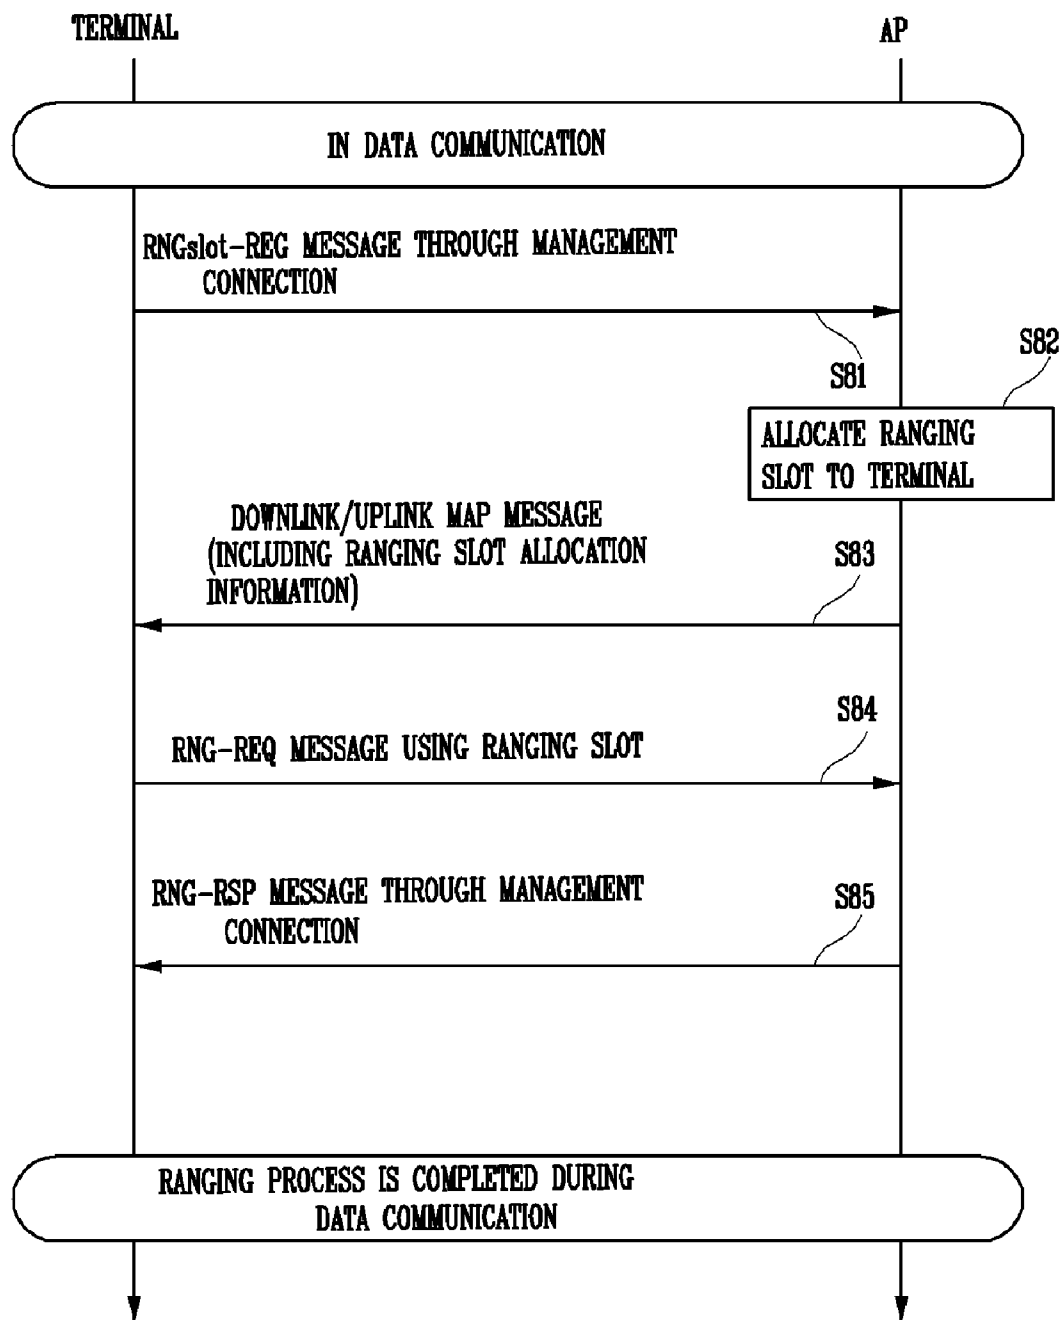 TERMINAL
AP
IN DATA COMMUNICATION
RNGslot-REG MESSAGE THROUGH MANAGEMENT
CONNECTION
S81
S82
ALLOCATE RANGING
SLOT TO TERMINAL
DOWNLINK/UPLINK MAP MESSAGE
(INCLUDING RANGING SLOT ALLOCATION
INFORMATION)
S83
S84
RNG-REQ MESSAGE USING RANGING SLOT
RNG-RSP MESSAGE THROUGH MANAGEMENT
CONNECTION
S85
RANGING PROCESS IS COMPLETED DURING
DATA COMMUNICATION